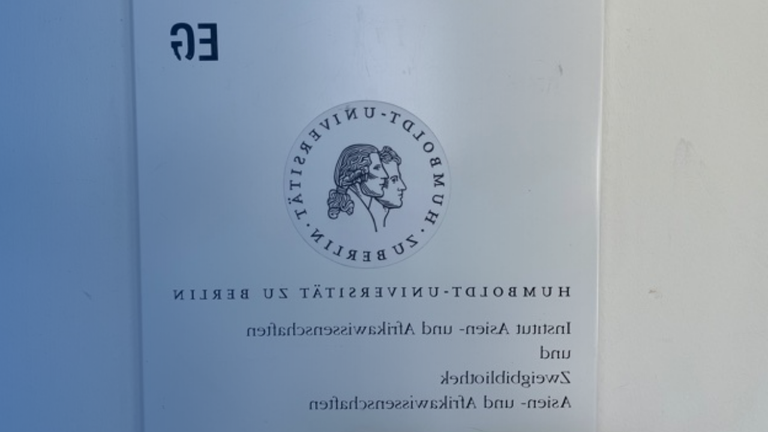 EG
HUMBOLDT-UNIVERSITÄT · ZU BERLIN ·
HUMBOLDT-UNIVERSITÄT ZU BERLIN
Institut Asien- und Afrikawissenschaften
und
Zweigbibliothek
Asien- und Afrikawissenschaften